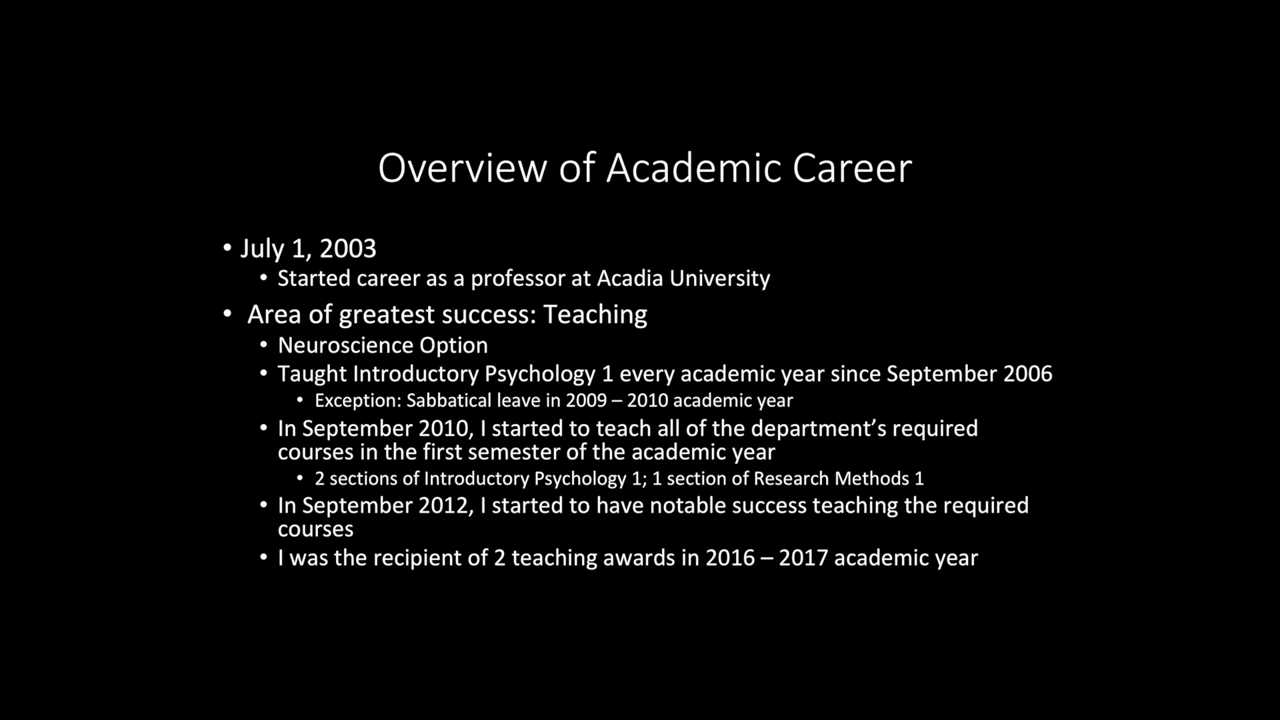 Overview of Academic Career
• July 1, 2003
• Started career as a professor at Acadia University
• Area of greatest success: Teaching
• Neuroscience Option
• Taught Introductory Psychology 1 every academic year since September 2006
• Exception: Sabbatical leave in 2009 – 2010 academic year
• In September 2010, I started to teach all of the department’s required
courses in the first semester of the academic year
• 2 sections of Introductory Psychology 1; 1 section of Research Methods 1
• In September 2012, I started to have notable success teaching the required
courses
• I was the recipient of 2 teaching awards in 2016 – 2017 academic year